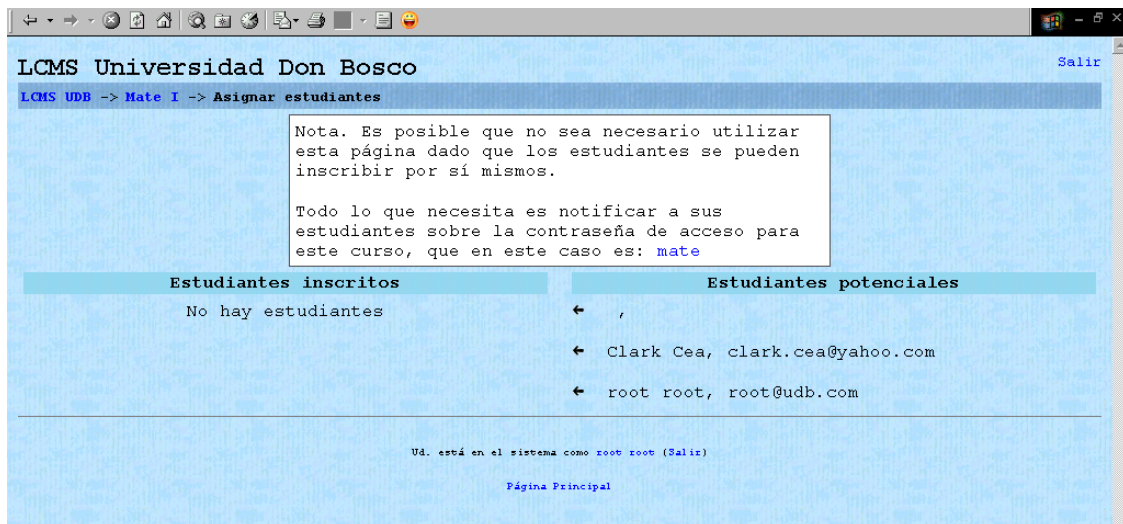 LCMS Universidad Don Bosco
Salir
LCMS UDB -> Mate I -> Asignar estudiantes
Nota. Es posible que no sea necesario utilizar
esta página dado que los estudiantes se pueden
inscribir por sí mismos.
Todo lo que necesita es notificar a sus
estudiantes sobre la contraseña de acceso para
este curso, que en este caso es: mate
Estudiantes inscritos
No hay estudiantes
Estudiantes potenciales
,
Clark Cea, clark.cea@yahoo.com
root root, root@udb.com
Ud. está en el sistema como root root (Salir)
Página Principal